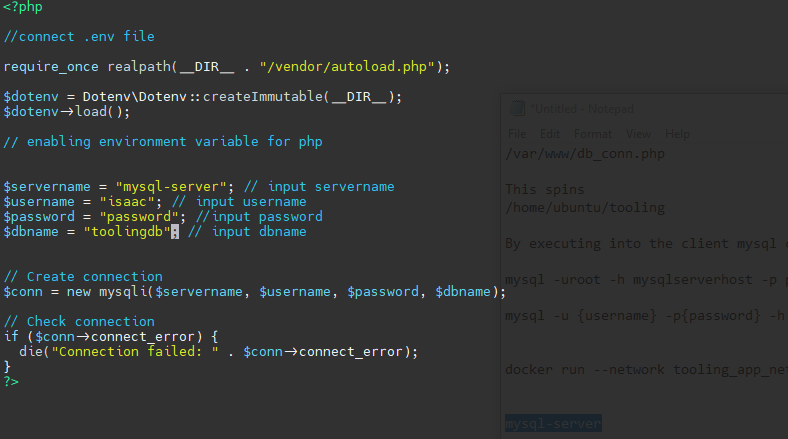 <?php
//connect .env file
require_once realpath(__DIR__ . "/vendor/autoload.php");
$dotenv = Dotenv\Dotenv::createImmutable(__DIR__);
$dotenv->load();
// enabling environment variable for php
$servername = "mysql-server"; // input servername
$username = "isaac"; // input username
$password = "password"; //input password
$dbname = "toolingdb"; // input dbname
// Create connection
$conn = new mysqli($servername, $username, $password, $dbname);
// Check connection
if ($conn->connect_error) {
  die("Connection failed: " . $conn->connect_error);
}
?>
*Untitled - Notepad
File Edit Format View Help
/var/www/db_conn.php
This spins
/home/ubuntu/tooling
By executing into the client mysql
mysql -uroot -h mysqlserverhost -p
mysql -u {username} -p{password} -h
docker run --network tooling_app_ne
mysql-server